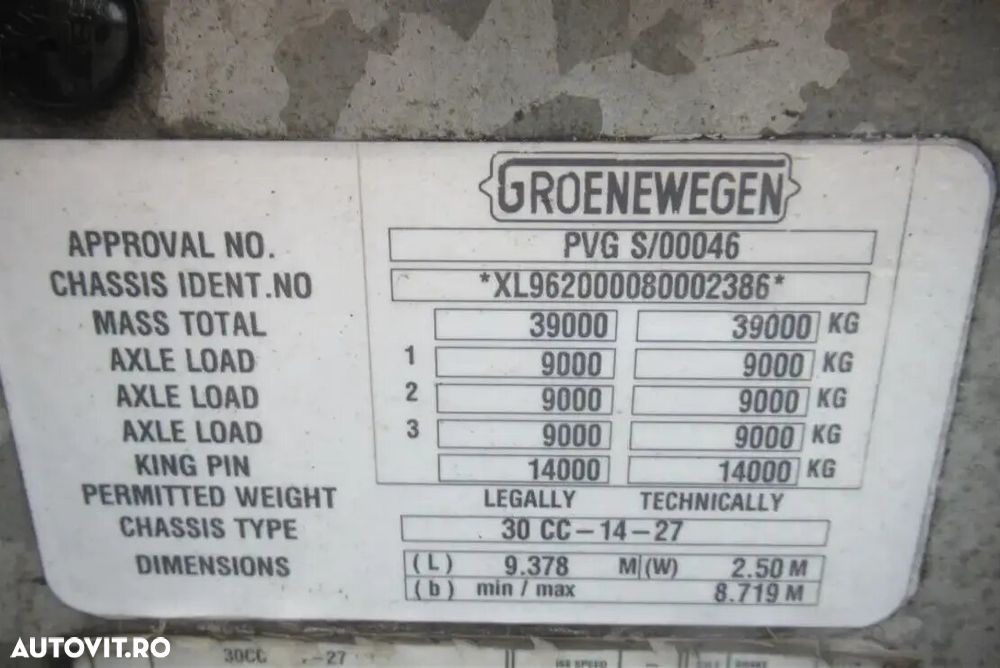 GROENEWEGEN
APPROVAL NO. PVG S/00046
CHASSIS IDENT.NO *XL962000080002386*
MASS TOTAL 39000 39000 KG
AXLE LOAD 1 9000 9000 KG
AXLE LOAD 2 9000 9000 KG
AXLE LOAD 3 9000 9000 KG
KING PIN 14000 14000 KG
PERMITTED WEIGHT LEGALLY TECHNICALLY
CHASSIS TYPE 30 CC-14-27
DIMENSIONS (L) 9.378 M (W) 2.50 M
(b) min / max 8.719 M
AUTOVIT.RO
30CC -27